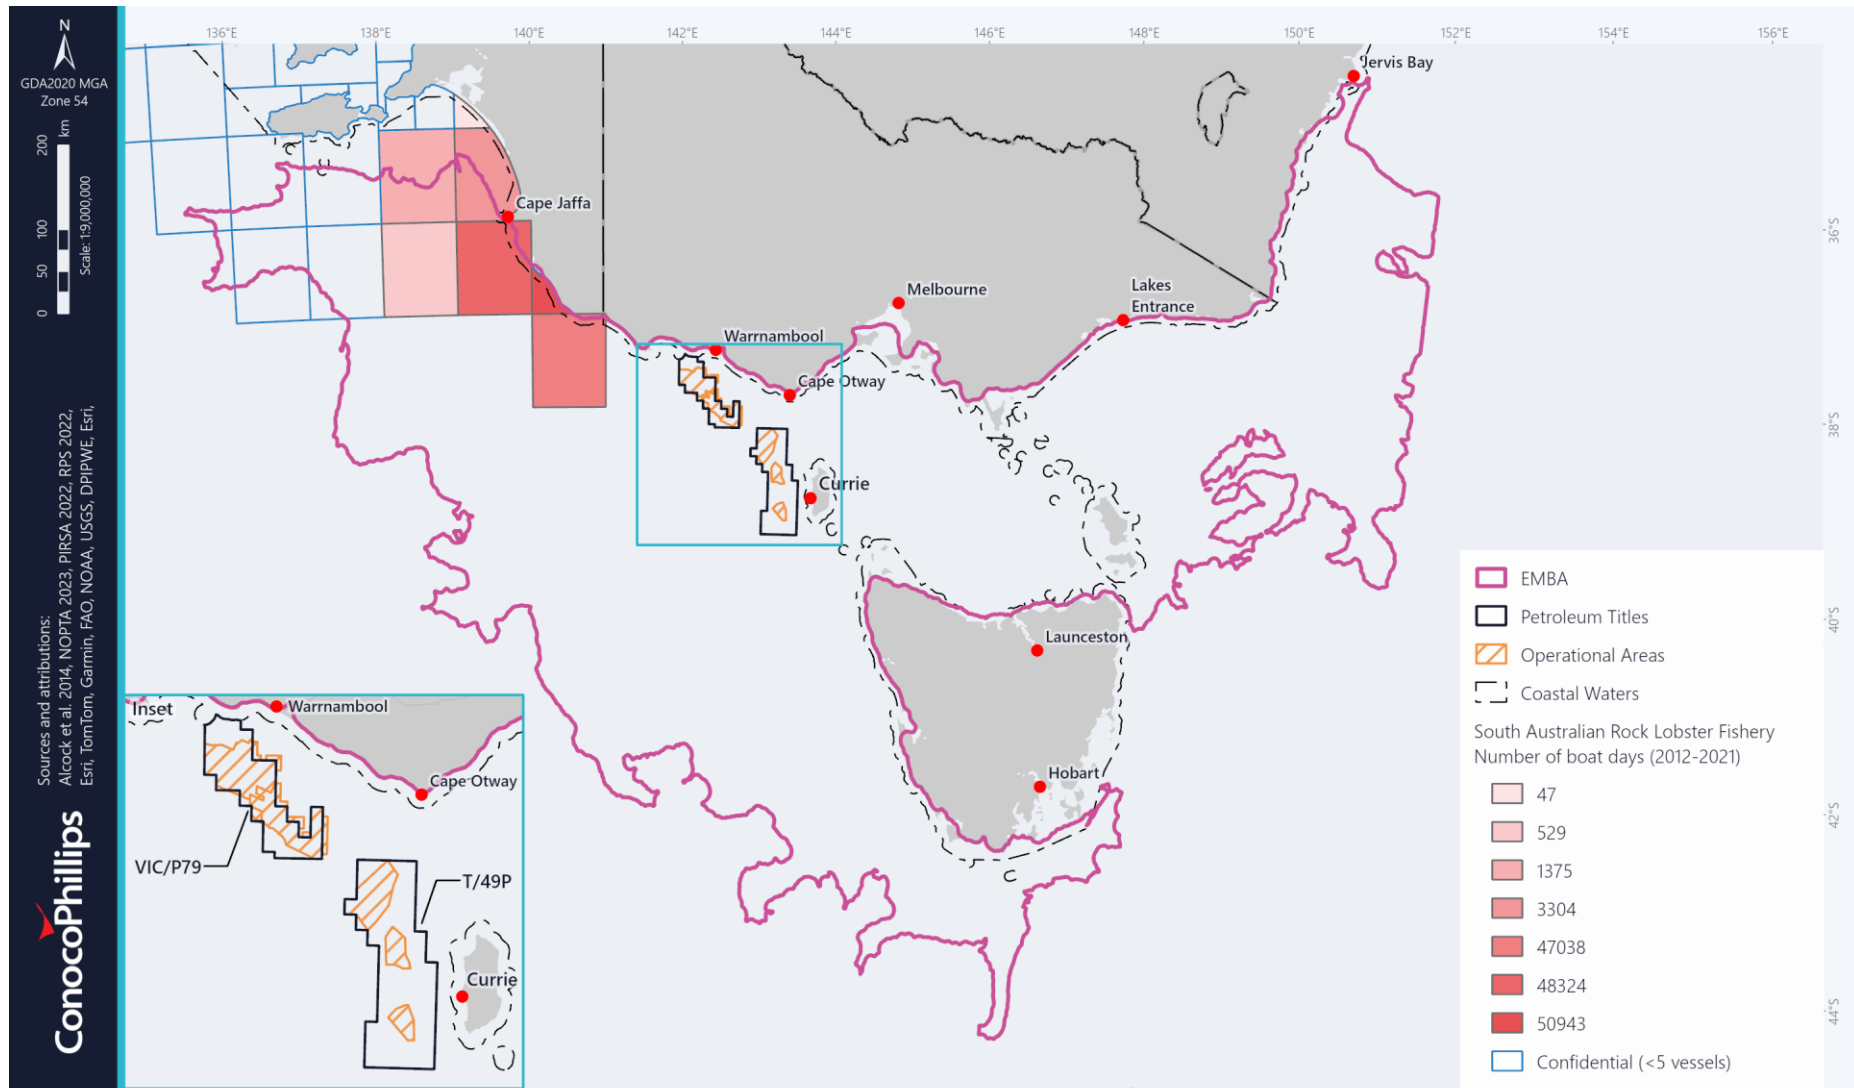 136°E
138°E
140°E
142°E
144°E
146°E
148°E
150°E
152°E
154°E
156°E
N
GDA2020 MGA
Zone 54
200
km
100
50
0
Scale: 1:9,000,000
Sources and attributions:
Alcock et al. 2014, NOPTA 2023, PIRSA 2022, RPS 2022,
Esri, TomTom, Garmin, FAO, NOAA, USGS, DPIPWE, Esri,
ConocoPhillips
Jervis Bay
Cape Jaffa
36°S
Melbourne
Lakes
Entrance
Warrnambool
Cape Otway
38°S
Currie
40°S
Launceston
Hobart
42°S
44°S
Inset
Warrnambool
Cape Otway
VIC/P79
T/49P
Currie
EMBA
Petroleum Titles
Operational Areas
Coastal Waters
South Australian Rock Lobster Fishery
Number of boat days (2012-2021)
47
529
1375
3304
47038
48324
50943
Confidential (<5 vessels)